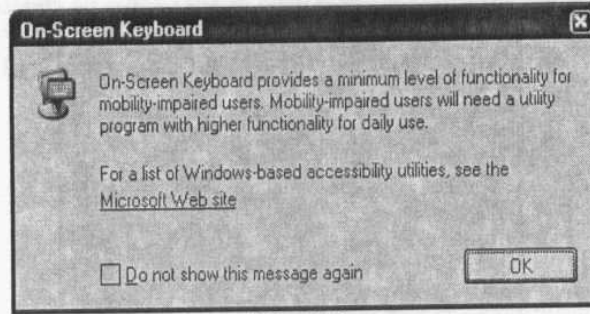 On-Screen Keyboard
On-Screen Keyboard provides a minimum level of functionality for
mobility-impaired users. Mobility-impaired users will need a utility
program with higher functionality for daily use.
For a list of Windows-based accessibility utilities, see the
Microsoft Web site
Do not show this message again
OK